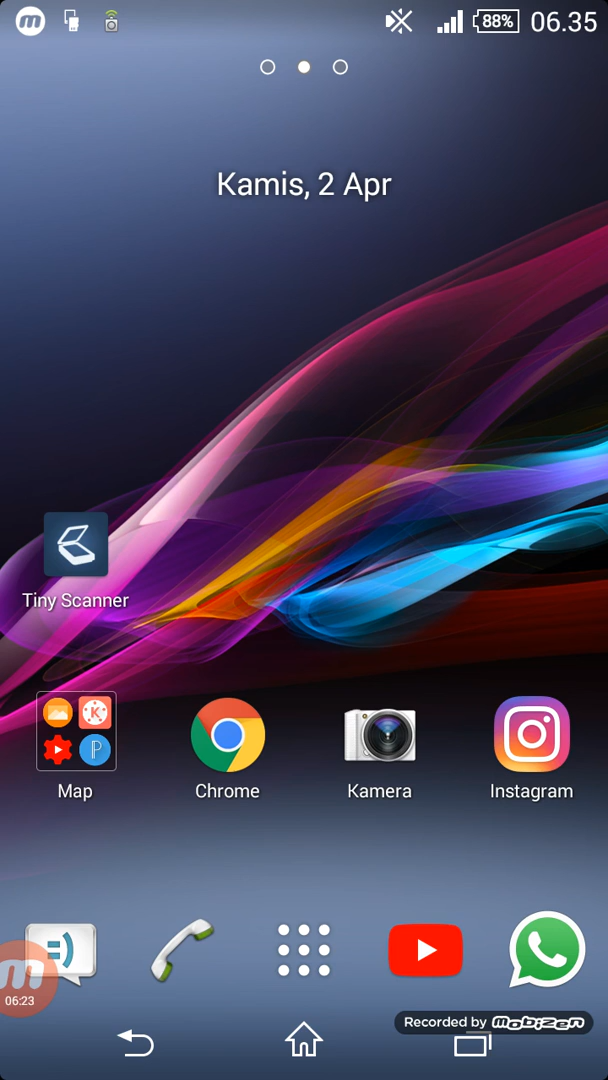 88% 06.35
Kamis, 2 Apr
Tiny Scanner
Map Chrome Kamera Instagram
06:23
Recorded by Mobizen